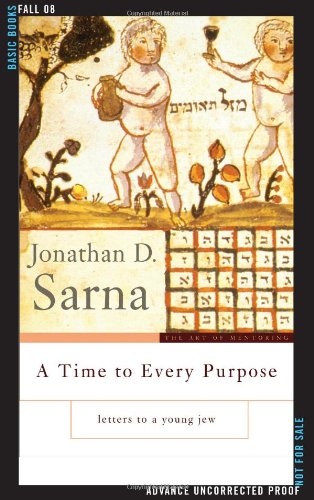 BASIC BOOKS
FALL 08
מזל תאומים
Jonathan D.
Sarna
THE ART OF MENTORING
A Time to Every Purpose
letters to a young jew
NOT FOR SALE
ADVANCE UNCORRECTED PROOF